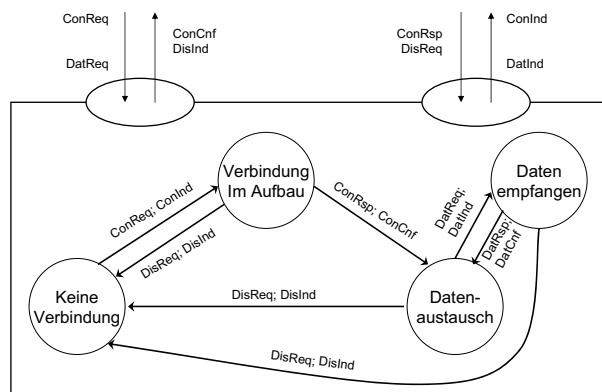 ConReq
ConCnf
DisInd
DatReq
ConRsp
DisReq
ConInd
DatInd
Verbindung
Im Aufbau
Daten
empfangen
ConReq; ConInd
DisReq; DisInd
ConRsp; ConCnf
DatReq;
DatInd
DatRsp;
DatCnf
Keine
Verbindung
DisReq; DisInd
Daten-
austausch
DisReq; DisInd